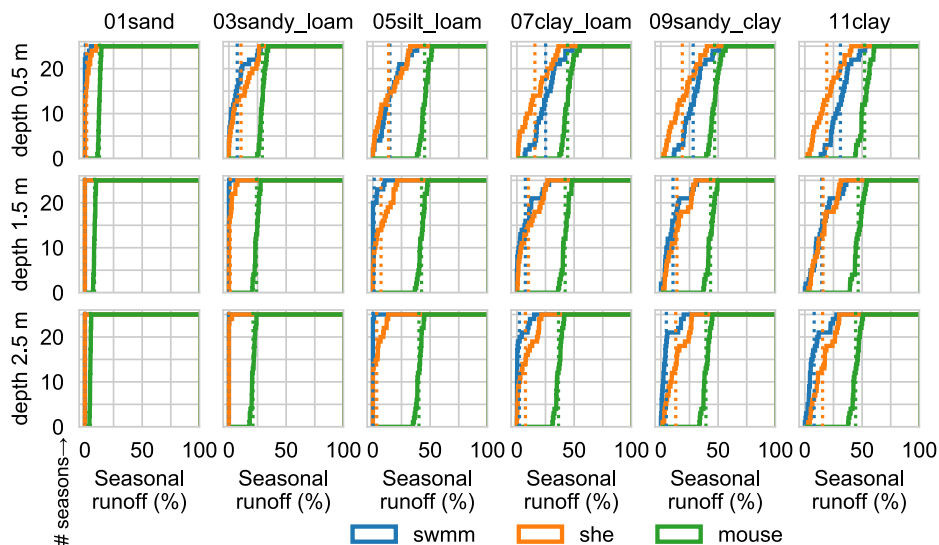 01sand 03sandy_loam 05silt_loam 07clay_loam 09sandy_clay 11clay
depth 0.5 m
20
10
0
depth 1.5 m
20
10
0
depth 2.5 m
20
10
0
0 50 100 0 50 100 0 50 100 0 50 100 0 50 100 0 50 100
Seasonal Seasonal Seasonal Seasonal Seasonal Seasonal
runoff (%) runoff (%) runoff (%) runoff (%) runoff (%) runoff (%)
# seasons→
swmm she mouse